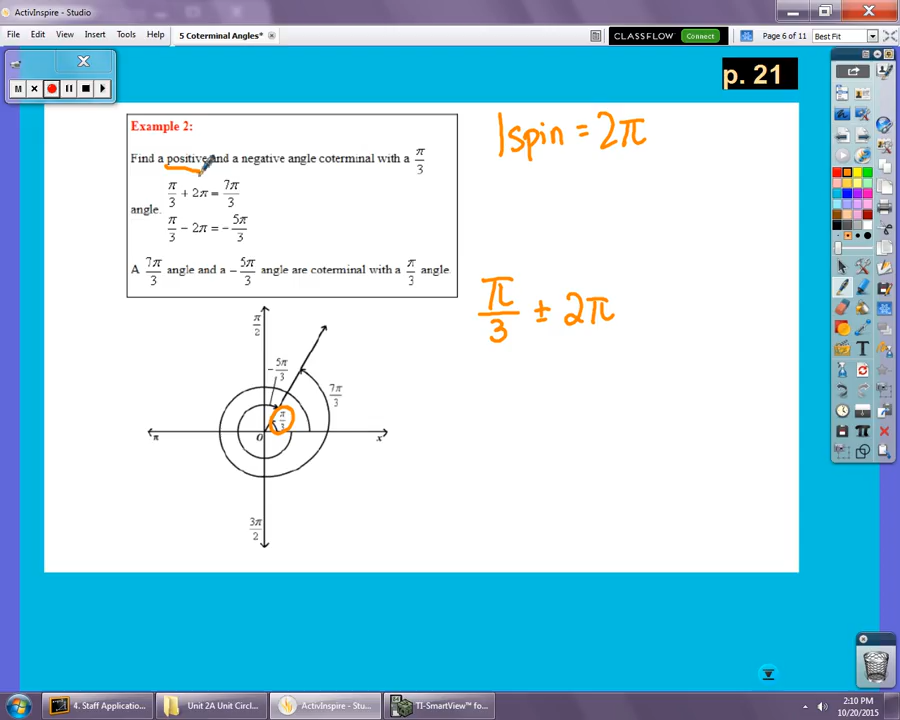 ActivInspire - Studio
File Edit View Insert Tools Help
5 Coterminal Angles*
CLASSFLOW Connect
Page 6 of 11
Best Fit
M
p. 21
Example 2:
Find a positive and a negative angle coterminal with a π/3
π/3 + 2π = 7π/3
angle.
π/3 − 2π = − 5π/3
A 7π/3 angle and a − 5π/3 angle are coterminal with a π/3 angle.
1spin = 2π
π/3 ± 2π
π/2
−5π/3
7π/3
π/3
π
O
x
3π/2
4. Staff Applicatio...
Unit 2A Unit Circl...
ActivInspire - Studio
TI-SmartView™ fo...
2:10 PM
10/20/2015